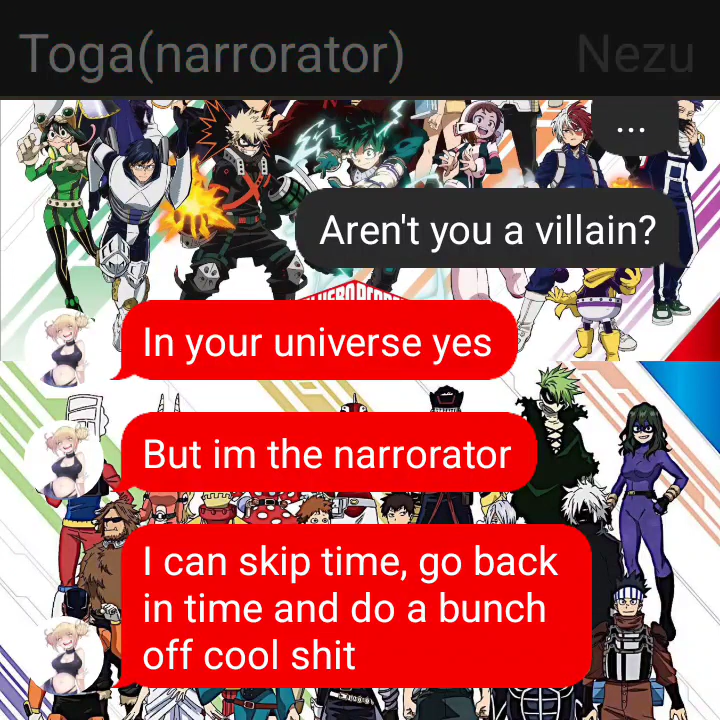 Toga(narrorator) Nezu
...
Aren't you a villain?
In your universe yes
But im the narrorator
I can skip time, go back
in time and do a bunch
off cool shit